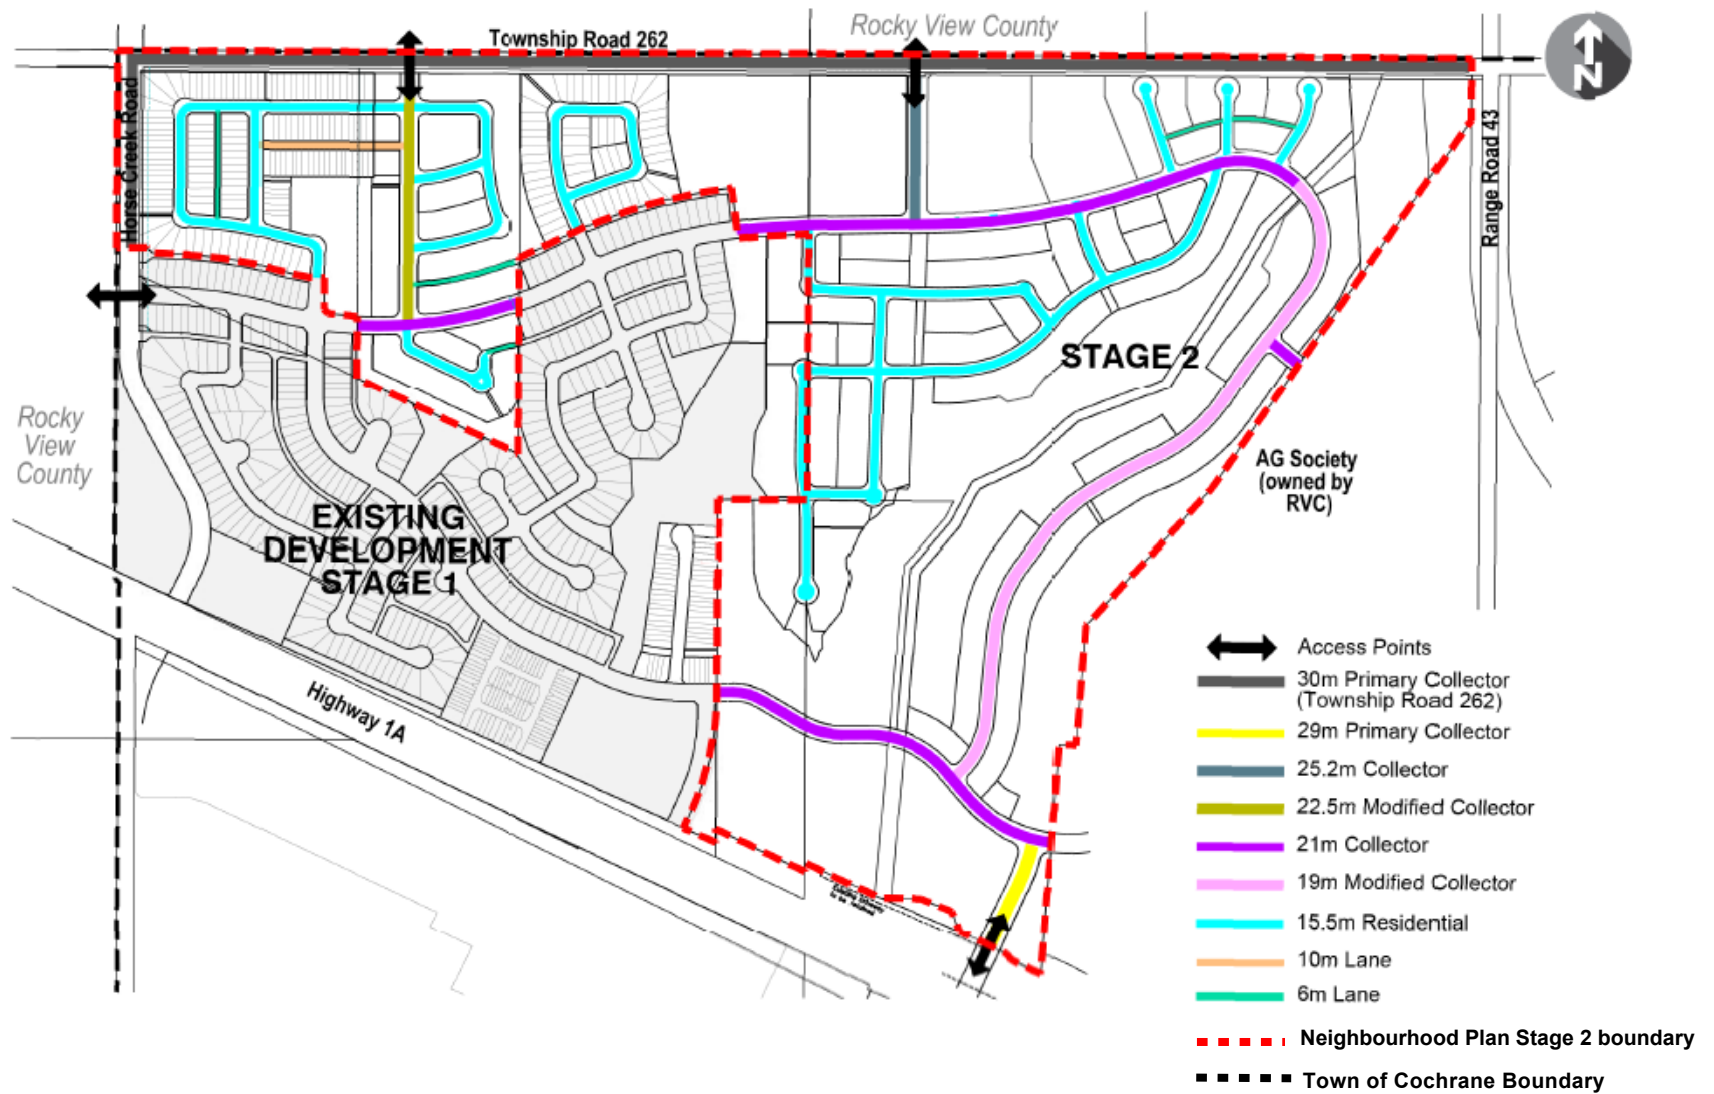 Rocky View County
Township Road 262
N
Horse Creek Road
Range Road 43
STAGE 2
Rocky
View
County
AG Society
(owned by
RVC)
EXISTING
DEVELOPMENT
STAGE 1
Highway 1A
Access Points
30m Primary Collector
(Township Road 262)
29m Primary Collector
25.2m Collector
22.5m Modified Collector
21m Collector
19m Modified Collector
15.5m Residential
10m Lane
6m Lane
Neighbourhood Plan Stage 2 boundary
Town of Cochrane Boundary